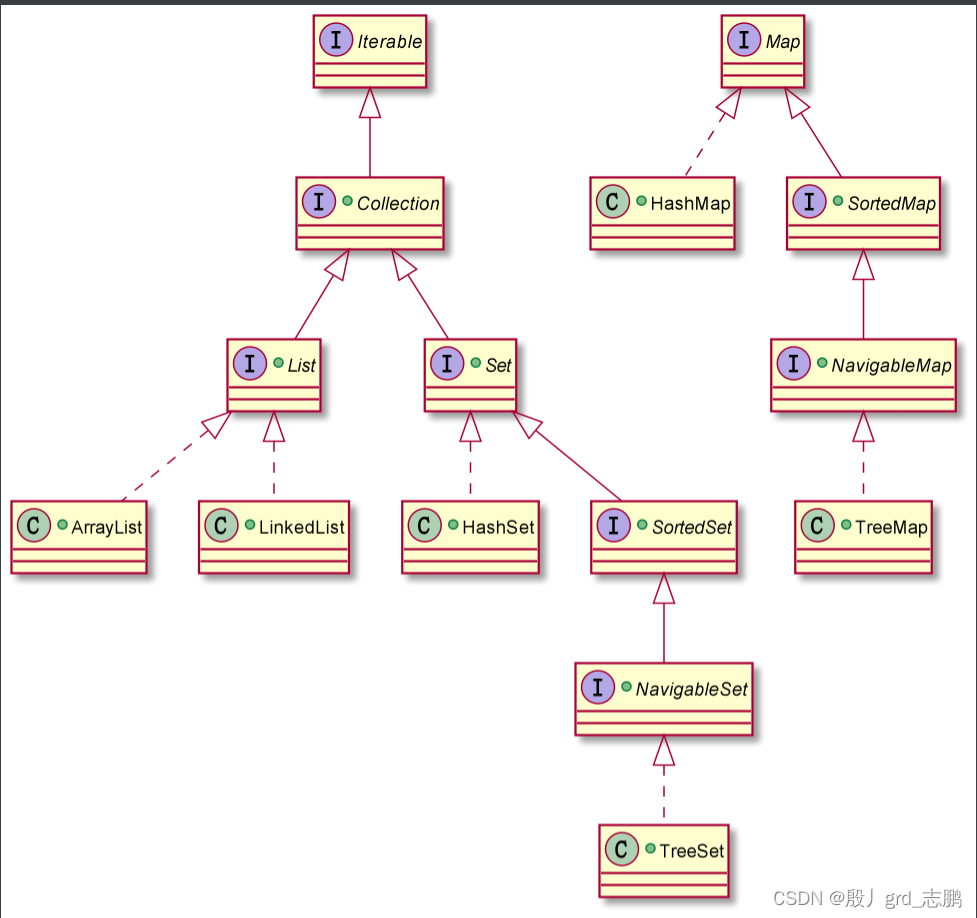 I Iterable
I Map
I Collection
C HashMap
I SortedMap
I List
I Set
I NavigableMap
C ArrayList
C LinkedList
C HashSet
I SortedSet
C TreeMap
I NavigableSet
C TreeSet
CSDN @殷丿grd_志鹏